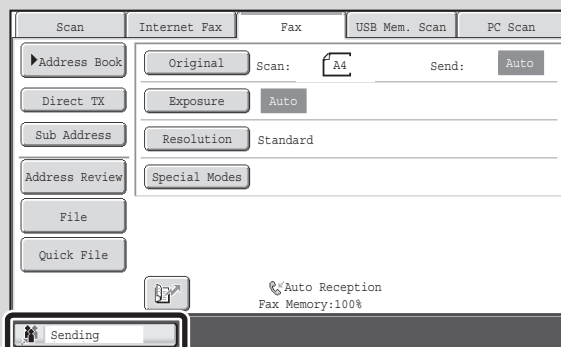 Scan Internet Fax Fax USB Mem. Scan PC Scan
Address Book Original Scan: A4 Send: Auto
Direct TX Exposure Auto
Sub Address Resolution Standard
Address Review Special Modes
File
Quick File
Auto Reception
Fax Memory:100%
Sending